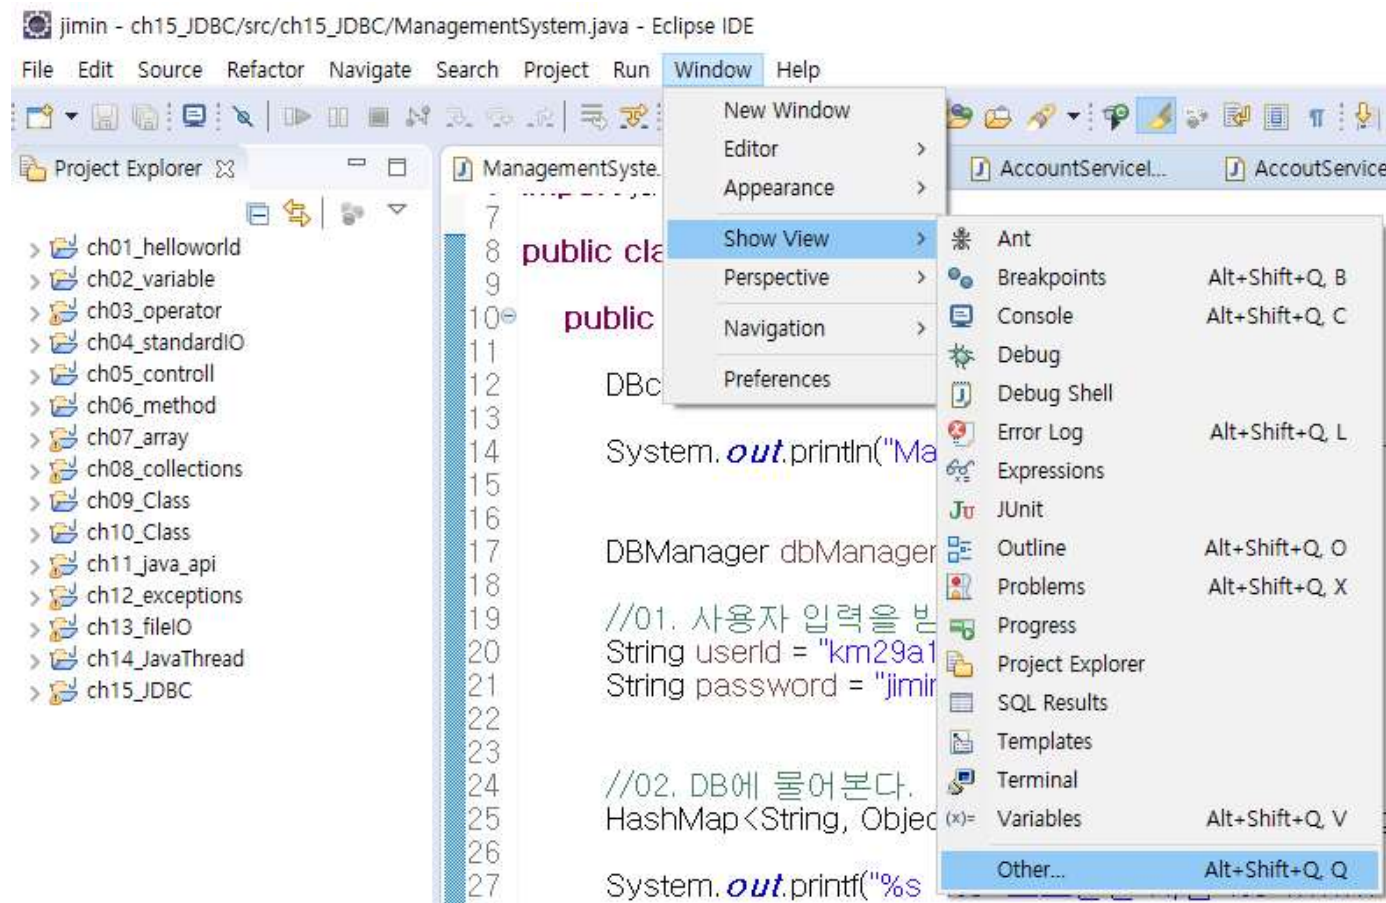 jimin - ch15_JDBC/src/ch15_JDBC/ManagementSystem.java - Eclipse IDE
File Edit Source Refactor Navigate Search Project Run Window Help
Project Explorer
ManagementSyste...
AccountServiceI...
AccoutService
ch01_helloworld
ch02_variable
ch03_operator
ch04_standardIO
ch05_controll
ch06_method
ch07_array
ch08_collections
ch09_Class
ch10_Class
ch11_java_api
ch12_exceptions
ch13_fileIO
ch14_JavaThread
ch15_JDBC
7
8 public cla
9
10 public
11
12 DBc
13
14 System.out.println("Ma
15
16
17 DBManager dbManager
18
19 //01. 사용자 입력을 받
20 String userId = "km29a1
21 String password = "jimin
22
23
24 //02. DB에 물어본다.
25 HashMap<String, Objec
26
27 System.out.printf("%s
New Window
Editor
Appearance
Show View
Perspective
Navigation
Preferences
Ant
Breakpoints Alt+Shift+Q, B
Console Alt+Shift+Q, C
Debug
Debug Shell
Error Log Alt+Shift+Q, L
Expressions
JUnit
Outline Alt+Shift+Q, O
Problems Alt+Shift+Q, X
Progress
Project Explorer
SQL Results
Templates
Terminal
Variables Alt+Shift+Q, V
Other... Alt+Shift+Q, Q